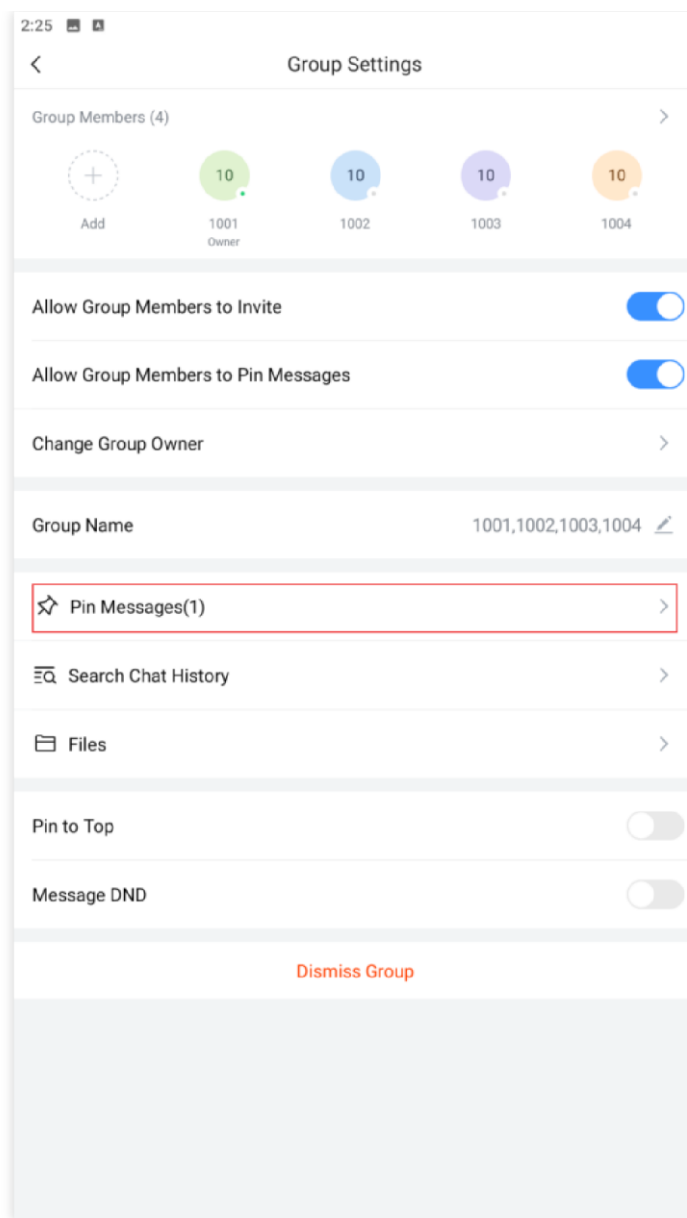 2:25
Group Settings
Group Members (4)
10 10 10 10
Add 1001 1002 1003 1004
Owner
Allow Group Members to Invite
Allow Group Members to Pin Messages
Change Group Owner
Group Name 1001,1002,1003,1004
Pin Messages(1)
Search Chat History
Files
Pin to Top
Message DND
Dismiss Group